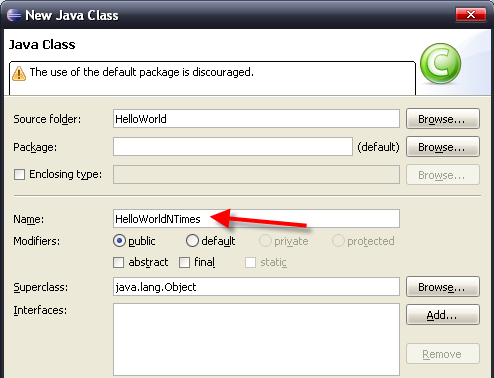 New Java Class
Java Class
The use of the default package is discouraged.
Source folder: HelloWorld Browse...
Package: (default) Browse...
Enclosing type: Browse...
Name: HelloWorldNTimes
Modifiers: public default private protected
abstract final static
Superclass: java.lang.Object Browse...
Interfaces: Add...
Remove